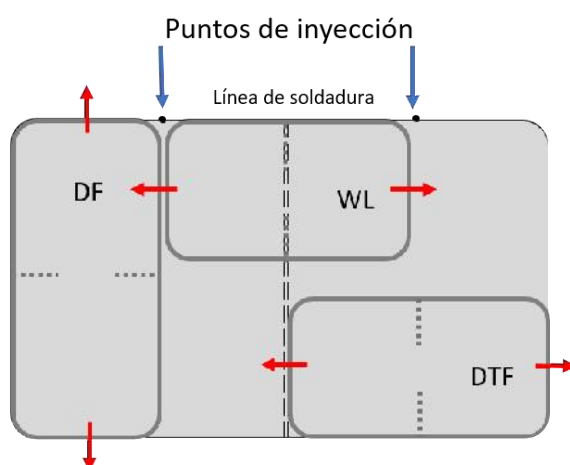 Puntos de inyección
Línea de soldadura
DF
WL
DTF